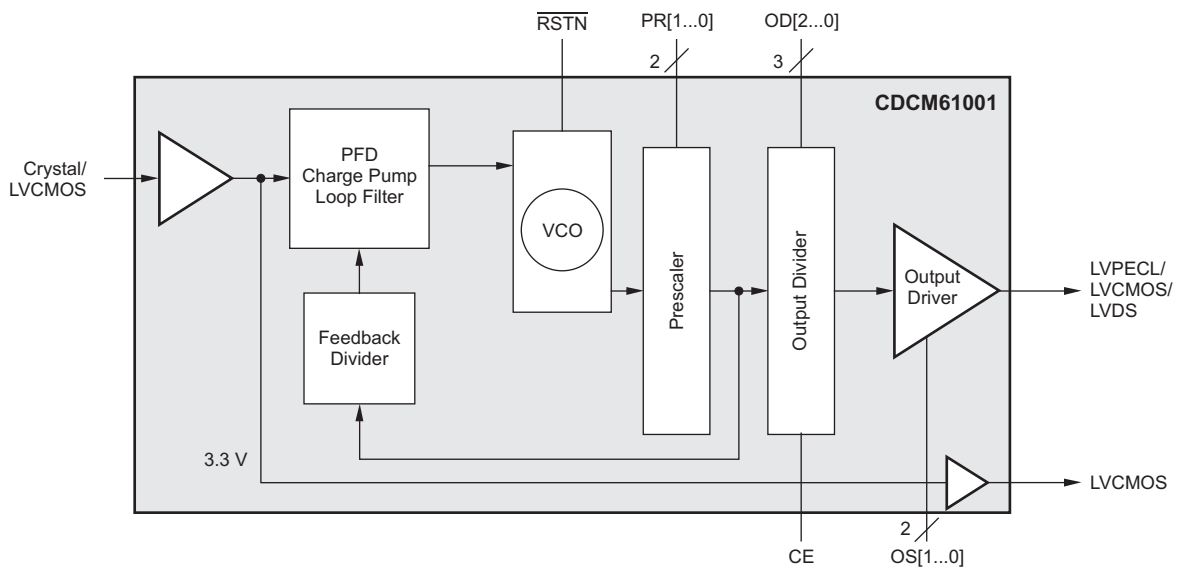 RSTN
PR[1...0]
OD[2...0]
2
3
CDCM61001
Crystal/
LVCMOS
PFD
Charge Pump
Loop Filter
VCO
Prescaler
Output Divider
Output
Driver
LVPECL/
LVCMOS/
LVDS
Feedback
Divider
3.3 V
LVCMOS
2
CE
OS[1...0]